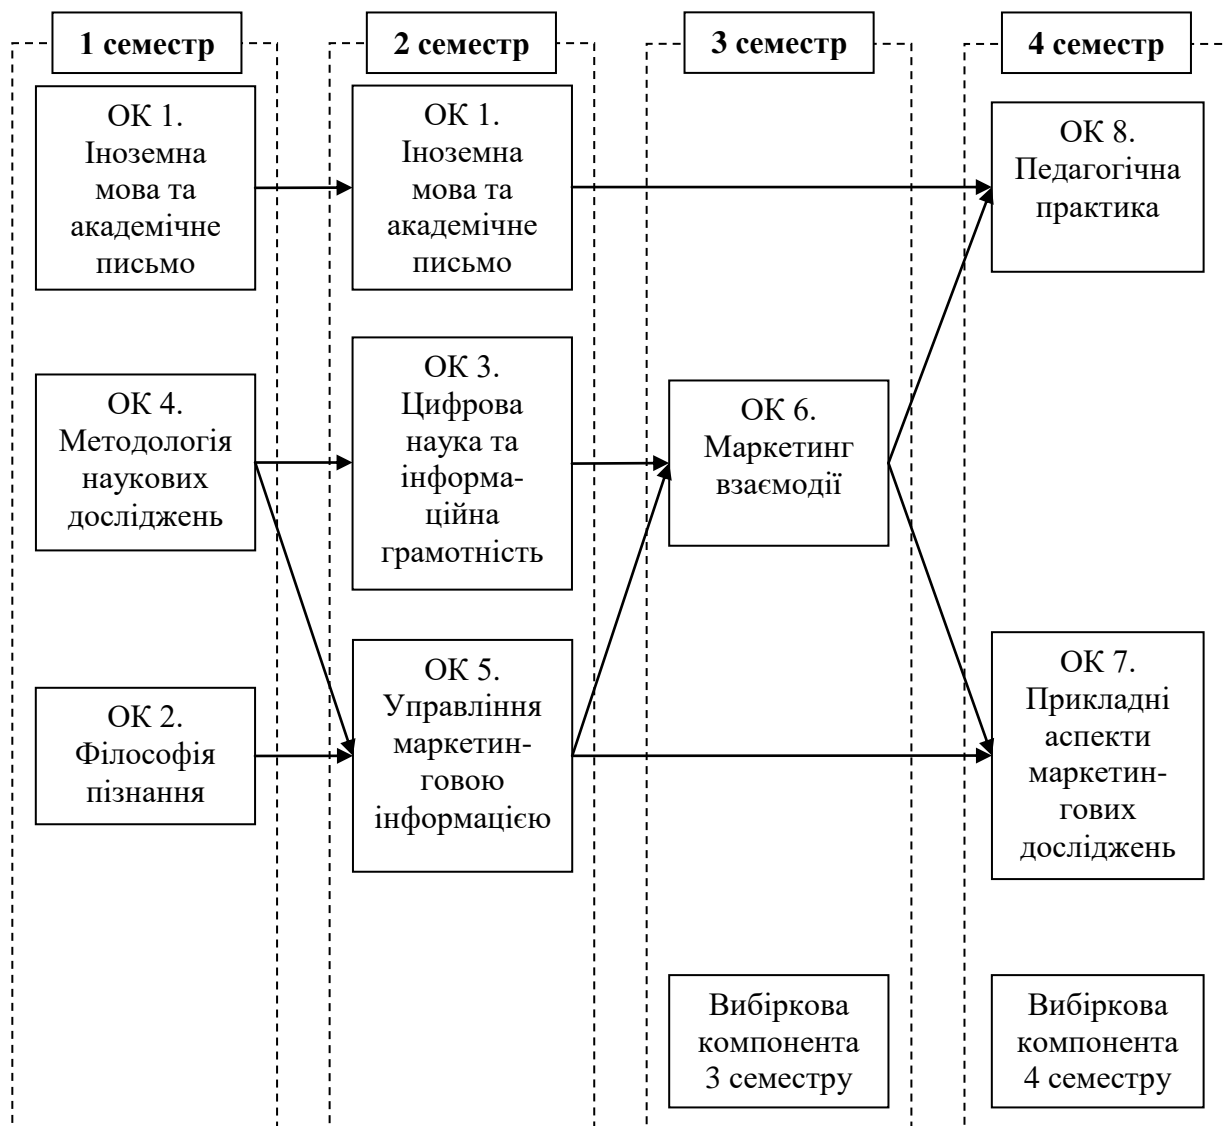 1 семестр
2 семестр
3 семестр
4 семестр
ОК 1.
Іноземна
мова та
академічне
письмо
ОК 4.
Методологія
наукових
досліджень
ОК 2.
Філософія
пізнання
ОК 1.
Іноземна
мова та
академічне
письмо
ОК 3.
Цифрова
наука та
інформа-
ційна
грамотність
ОК 5.
Управління
маркетин-
говою
інформацією
ОК 6.
Маркетинг
взаємодії
Вибіркова
компонента
3 семестру
ОК 8.
Педагогічна
практика
ОК 7.
Прикладні
аспекти
маркетин-
гових
досліджень
Вибіркова
компонента
4 семестру